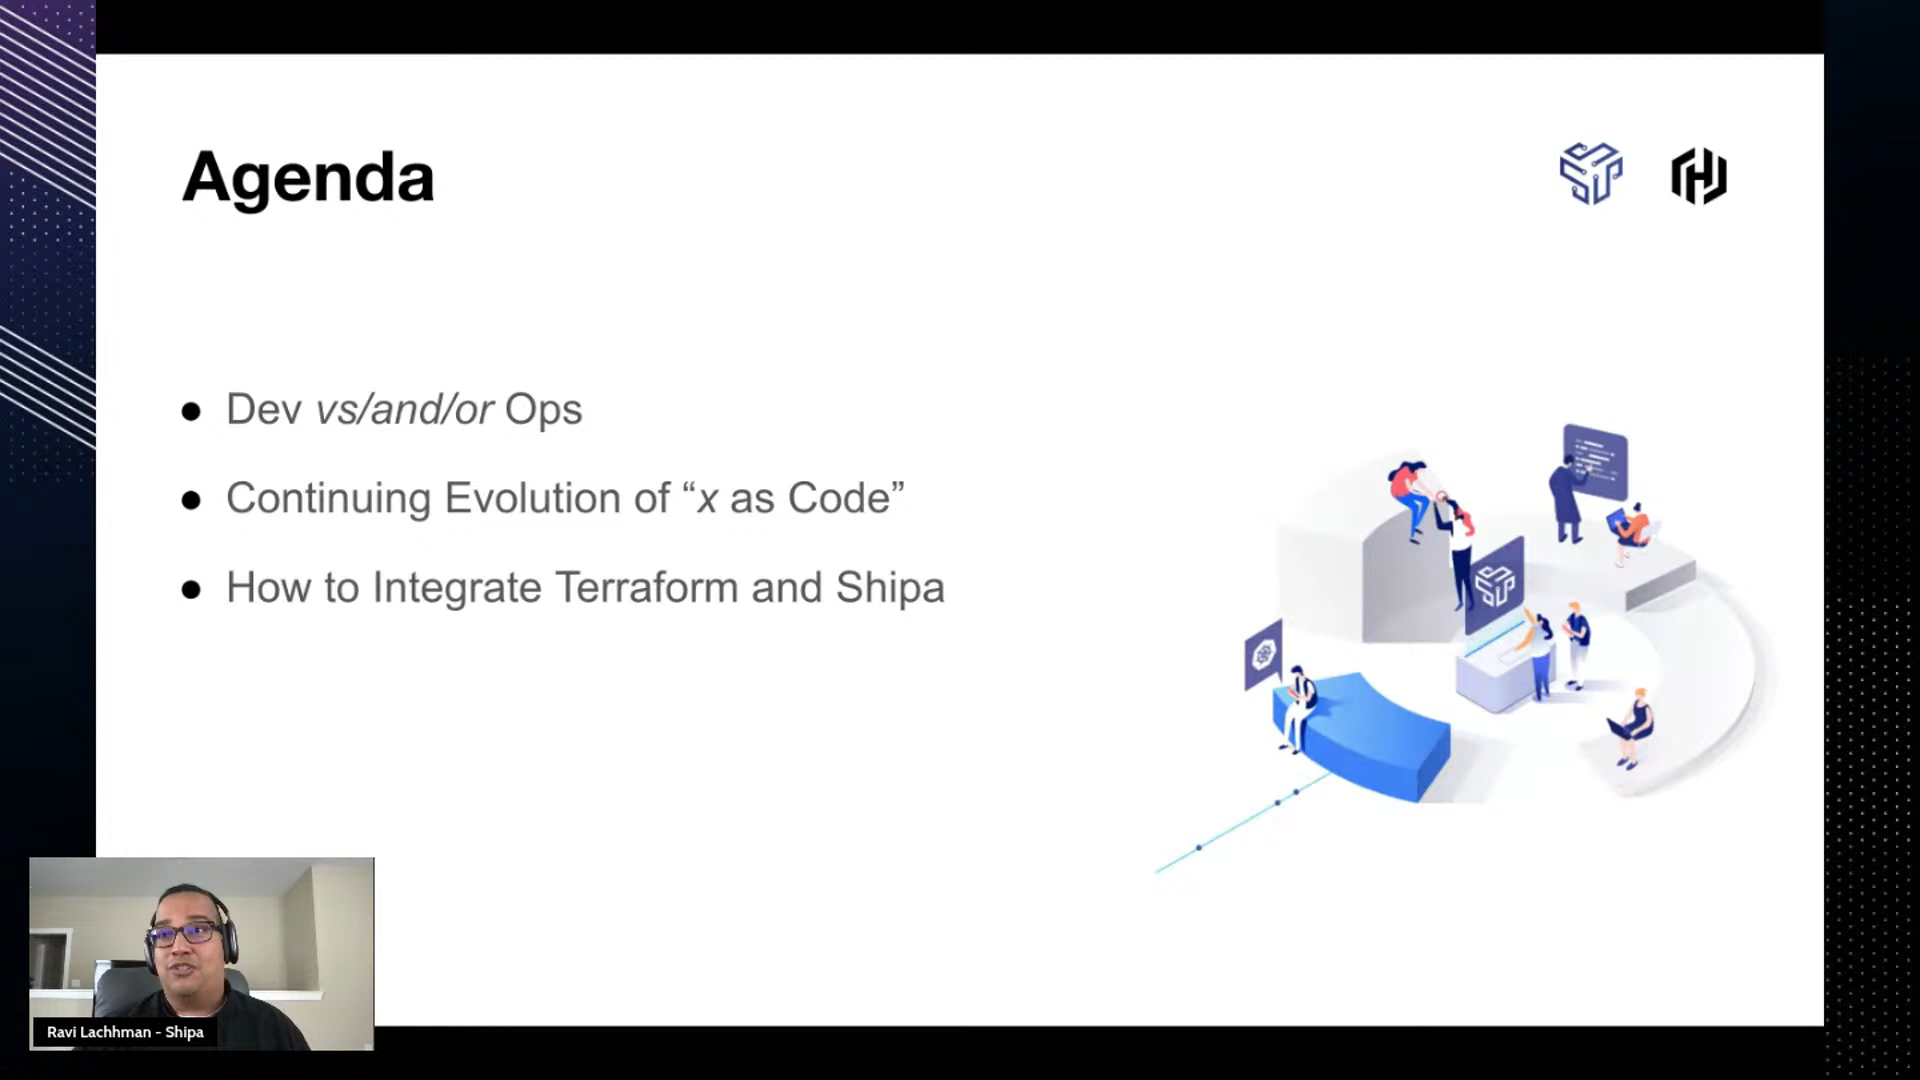 Agenda
● Dev vs/and/or Ops
● Continuing Evolution of “x as Code”
● How to Integrate Terraform and Shipa
Ravi Lachhman - Shipa